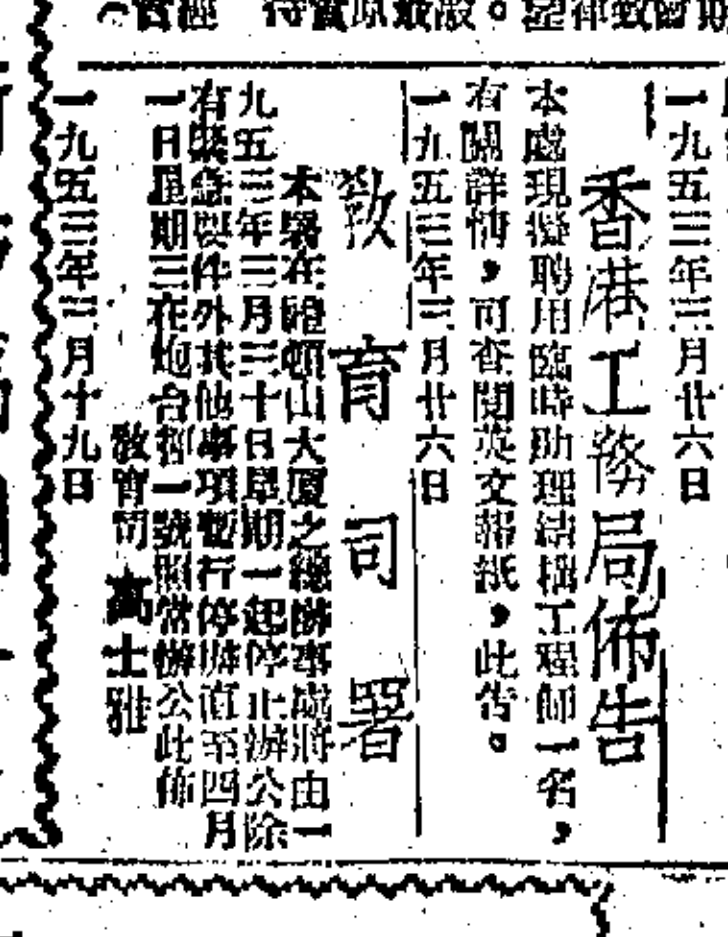 一九五三年三月廿六日
香港工務局佈告
本處現擬聘用臨時助理結構工程師一名，
有關詳情，可查閱英文報紙，此告。
一九五三年三月廿六日
教育司署
本署在砲頓山大廈之總辦事處將由一
九五三年三月三十日星期一起停止辦公除
有緊急要件外其他事項暫行停辦直至四月
一日星期三在炮台里一號照常辦公此佈
教育司 高士雅
一九五三年三月十九日